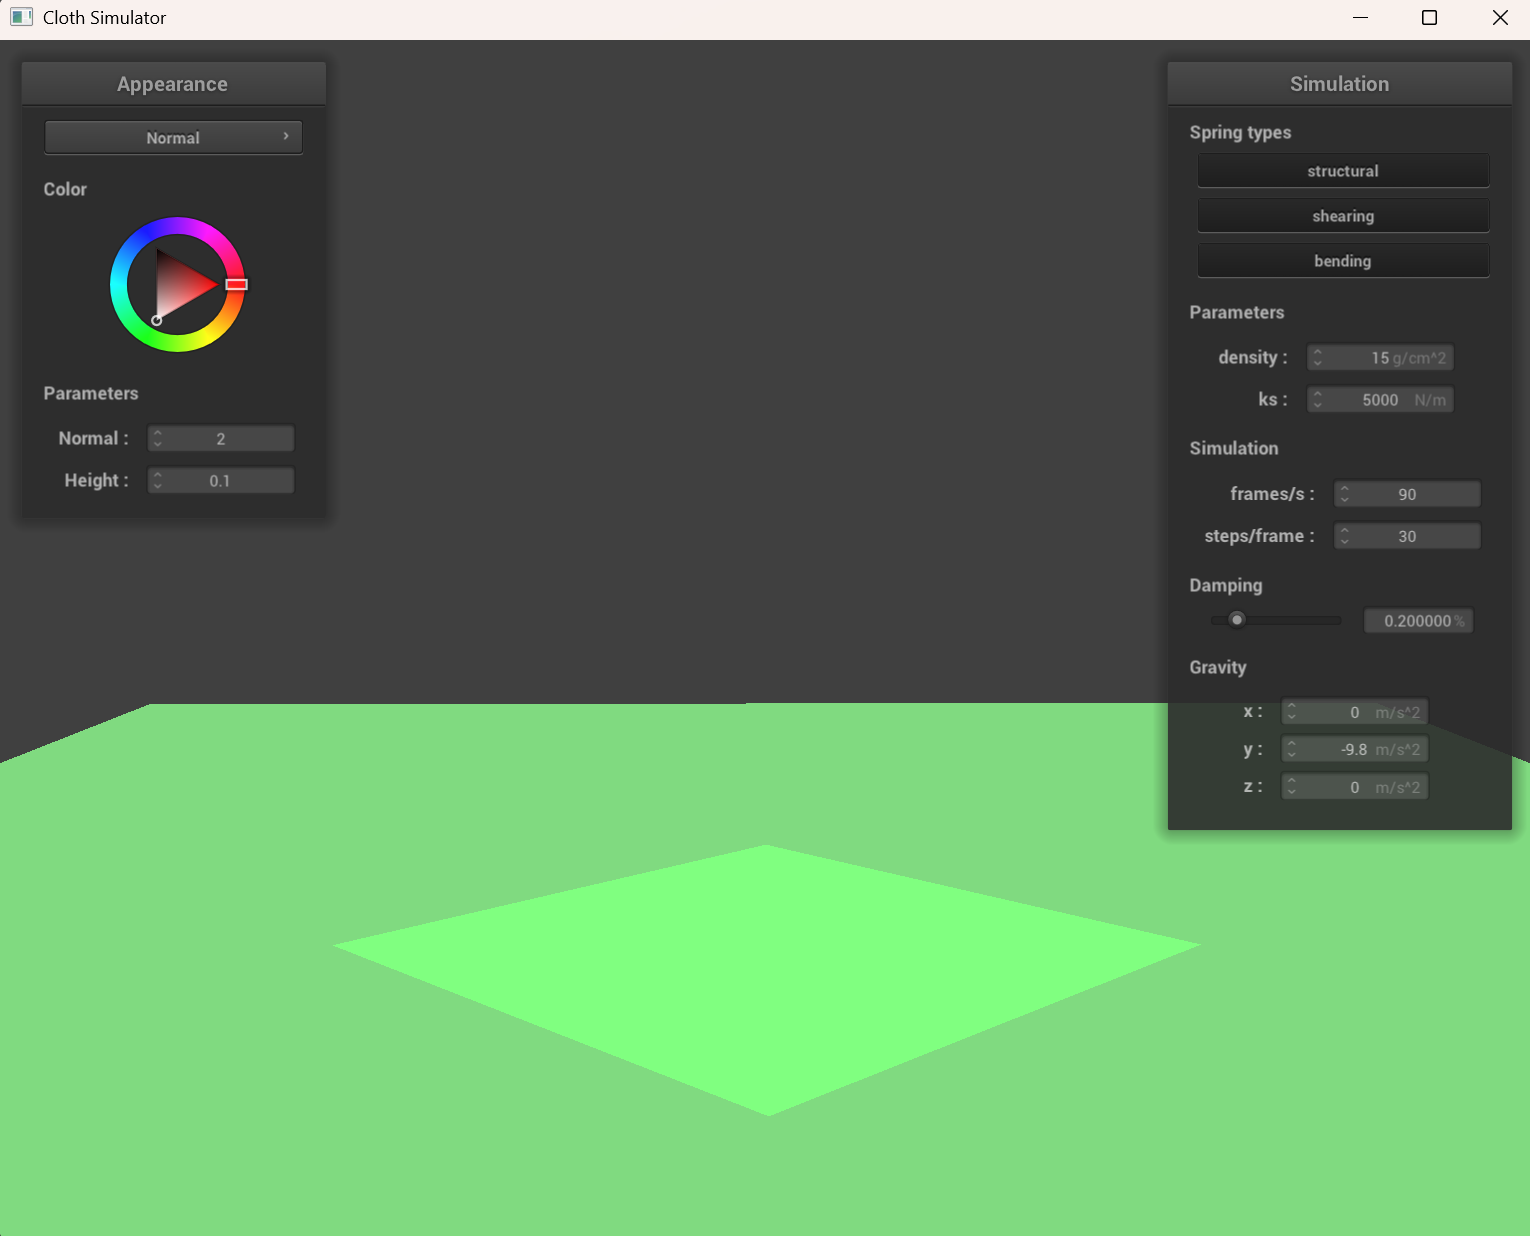 Cloth Simulator
Appearance
Normal
Color
Parameters
Normal :
2
Height :
0.1
Simulation
Spring types
structural
shearing
bending
Parameters
density :
15 g/cm^2
ks :
5000 N/m
Simulation
frames/s :
90
steps/frame :
30
Damping
0.200000 %
Gravity
x :
0 m/s^2
y :
-9.8 m/s^2
z :
0 m/s^2